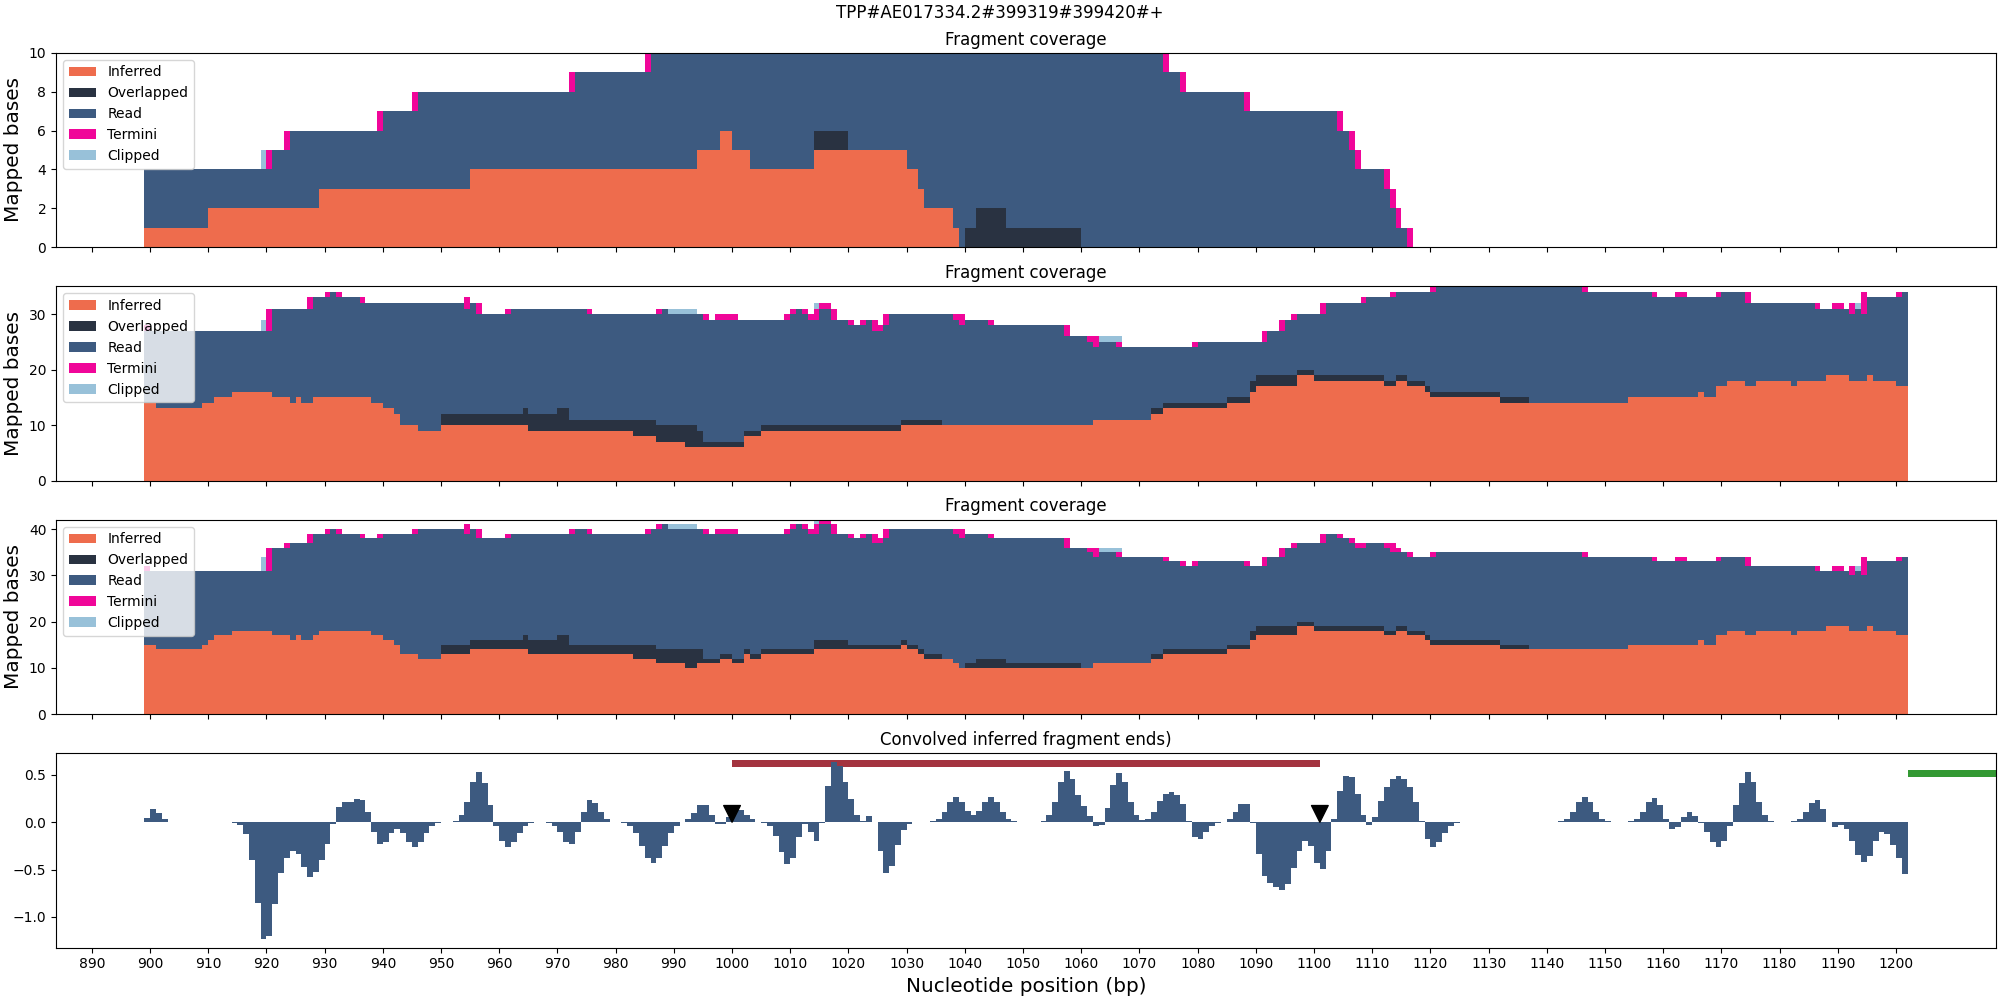 TPP#AE017334.2#399319#399420#+
Fragment coverage
Mapped bases
10
8
6
4
2
0
Inferred
Overlapped
Read
Termini
Clipped
Fragment coverage
Mapped bases
30
20
10
0
Inferred
Overlapped
Read
Termini
Clipped
Fragment coverage
Mapped bases
40
30
20
10
0
Inferred
Overlapped
Read
Termini
Clipped
Convolved inferred fragment ends)
0.5
0.0
−0.5
−1.0
890 900 910 920 930 940 950 960 970 980 990 1000 1010 1020 1030 1040 1050 1060 1070 1080 1090 1100 1110 1120 1130 1140 1150 1160 1170 1180 1190 1200
Nucleotide position (bp)